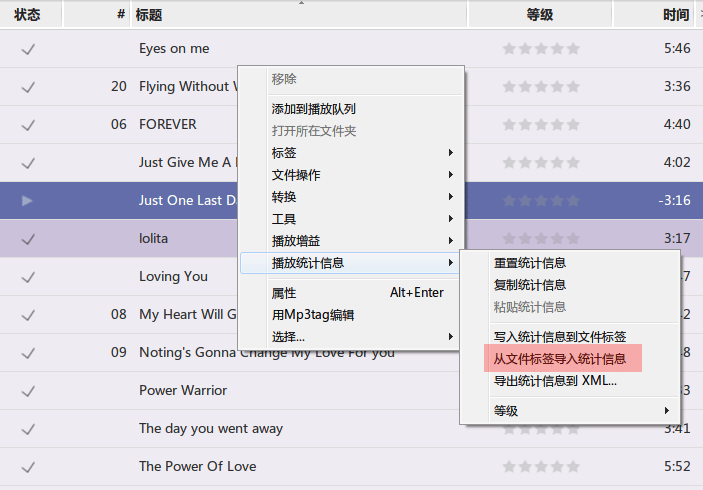 状态 # 标题 等级 时间
Eyes on me 5:46
20 Flying Without W 3:36
06 FOREVER 4:40
Just Give Me A 4:02
Just One Last Da -3:16
lolita 3:17
Loving You 7
08 My Heart Will G 2
09 Noting's Gonna Change My Love For you 8
Power Warrior 3
The day you went away 3:41
The Power Of Love 5:52
移除
添加到播放队列
打开所在文件夹
标签
文件操作
转换
工具
播放增益
播放统计信息
属性 Alt+Enter
用Mp3tag编辑
选择...
重置统计信息
复制统计信息
粘贴统计信息
写入统计信息到文件标签
从文件标签导入统计信息
导出统计信息到 XML...
等级